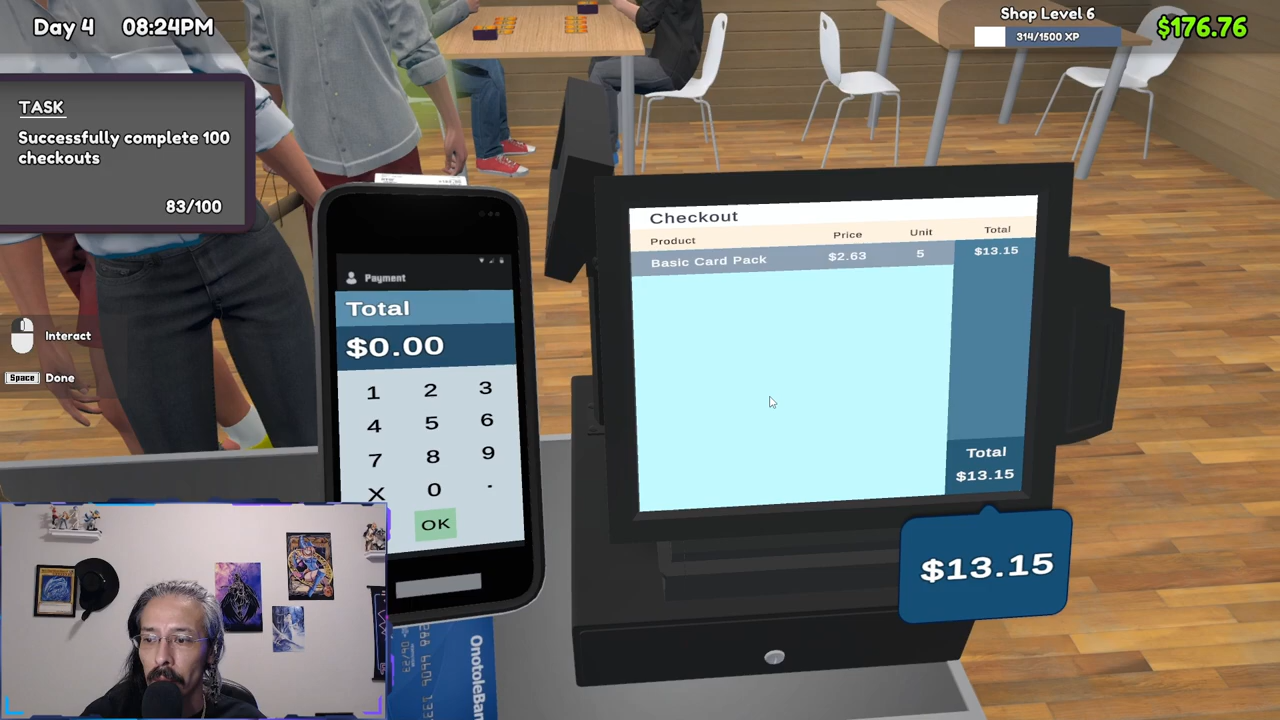 Day 4 08:24PM
Shop Level 6
314/1500 XP
$176.76
TASK
Successfully complete 100
checkouts
83/100
Interact
Space Done
Payment
Total
$0.00
1 2 3
4 5 6
7 8 9
X 0 .
OK
Checkout
Product Price Unit Total
Basic Card Pack $2.63 5 $13.15
Total
$13.15
$13.15